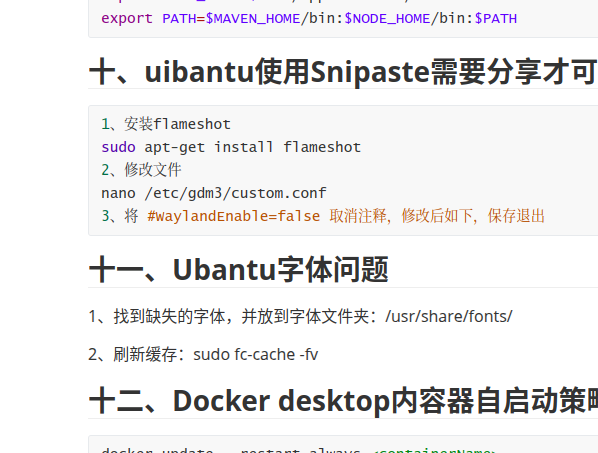 export PATH=$MAVEN_HOME/bin:$NODE_HOME/bin:$PATH
十、uibantu使用Snipaste需要分享才可
1、安装flameshot
sudo apt-get install flameshot
2、修改文件
nano /etc/gdm3/custom.conf
3、将 #WaylandEnable=false 取消注释，修改后如下，保存退出
十一、Ubantu字体问题
1、找到缺失的字体，并放到字体文件夹：/usr/share/fonts/
2、刷新缓存：sudo fc-cache -fv
十二、Docker desktop内容器自启动策略
docker update --restart=always <containerName>